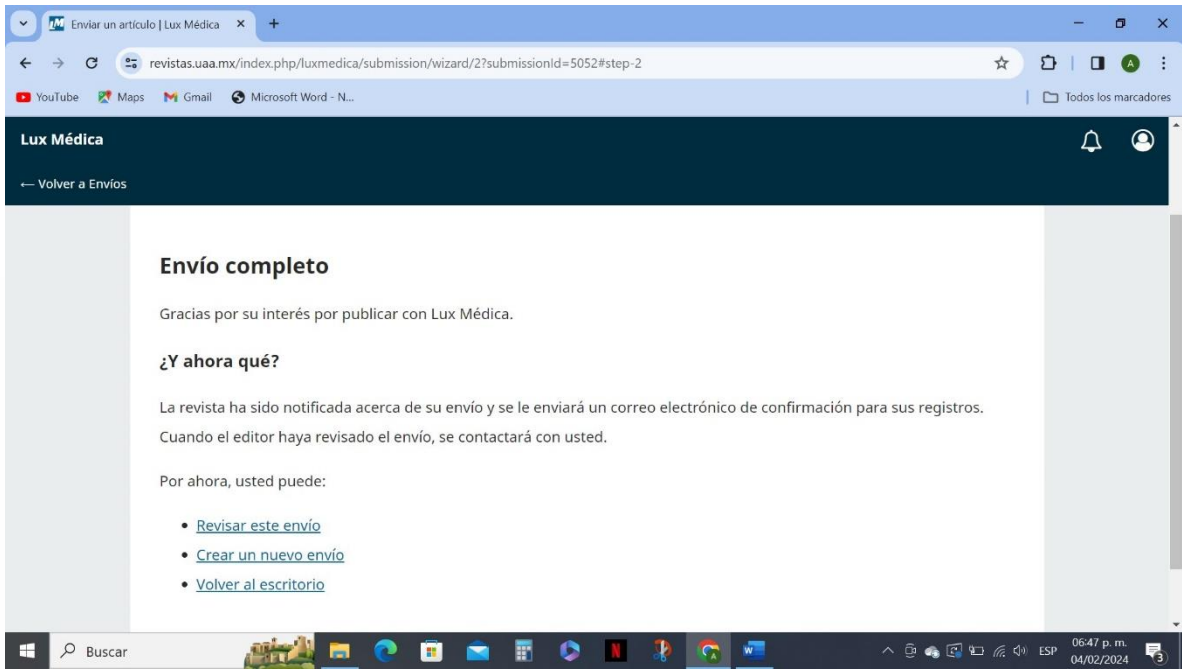 Enviar un artículo | Lux Médica
revistas.uaa.mx/index.php/luxmedica/submission/wizard/2?submissionId=5052#step-2
A
YouTube Maps Gmail Microsoft Word - N... Todos los marcadores
Lux Médica
← Volver a Envíos
Envío completo
Gracias por su interés por publicar con Lux Médica.
¿Y ahora qué?
La revista ha sido notificada acerca de su envío y se le enviará un correo electrónico de confirmación para sus registros.
Cuando el editor haya revisado el envío, se contactará con usted.
Por ahora, usted puede:
• Revisar este envío
• Crear un nuevo envío
• Volver al escritorio
Buscar
ESP
06:47 p. m.
04/02/2024
3